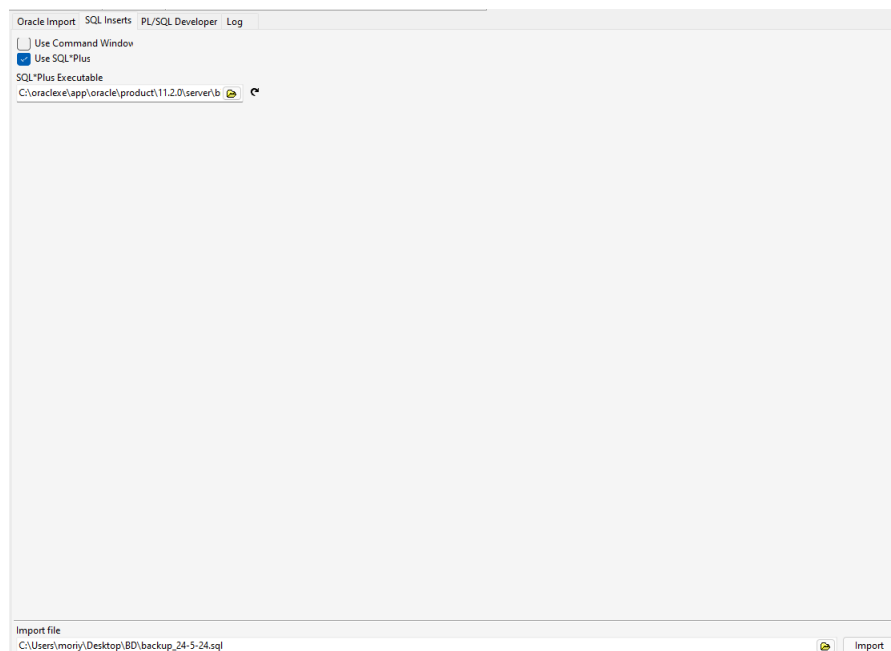 Oracle Import SQL Inserts PL/SQL Developer Log
Use Command Window
Use SQL*Plus
SQL*Plus Executable
C:\oraclexe\app\oracle\product\11.2.0\server\b
Import file
C:\Users\moriy\Desktop\BD\backup_24-5-24.sql Import